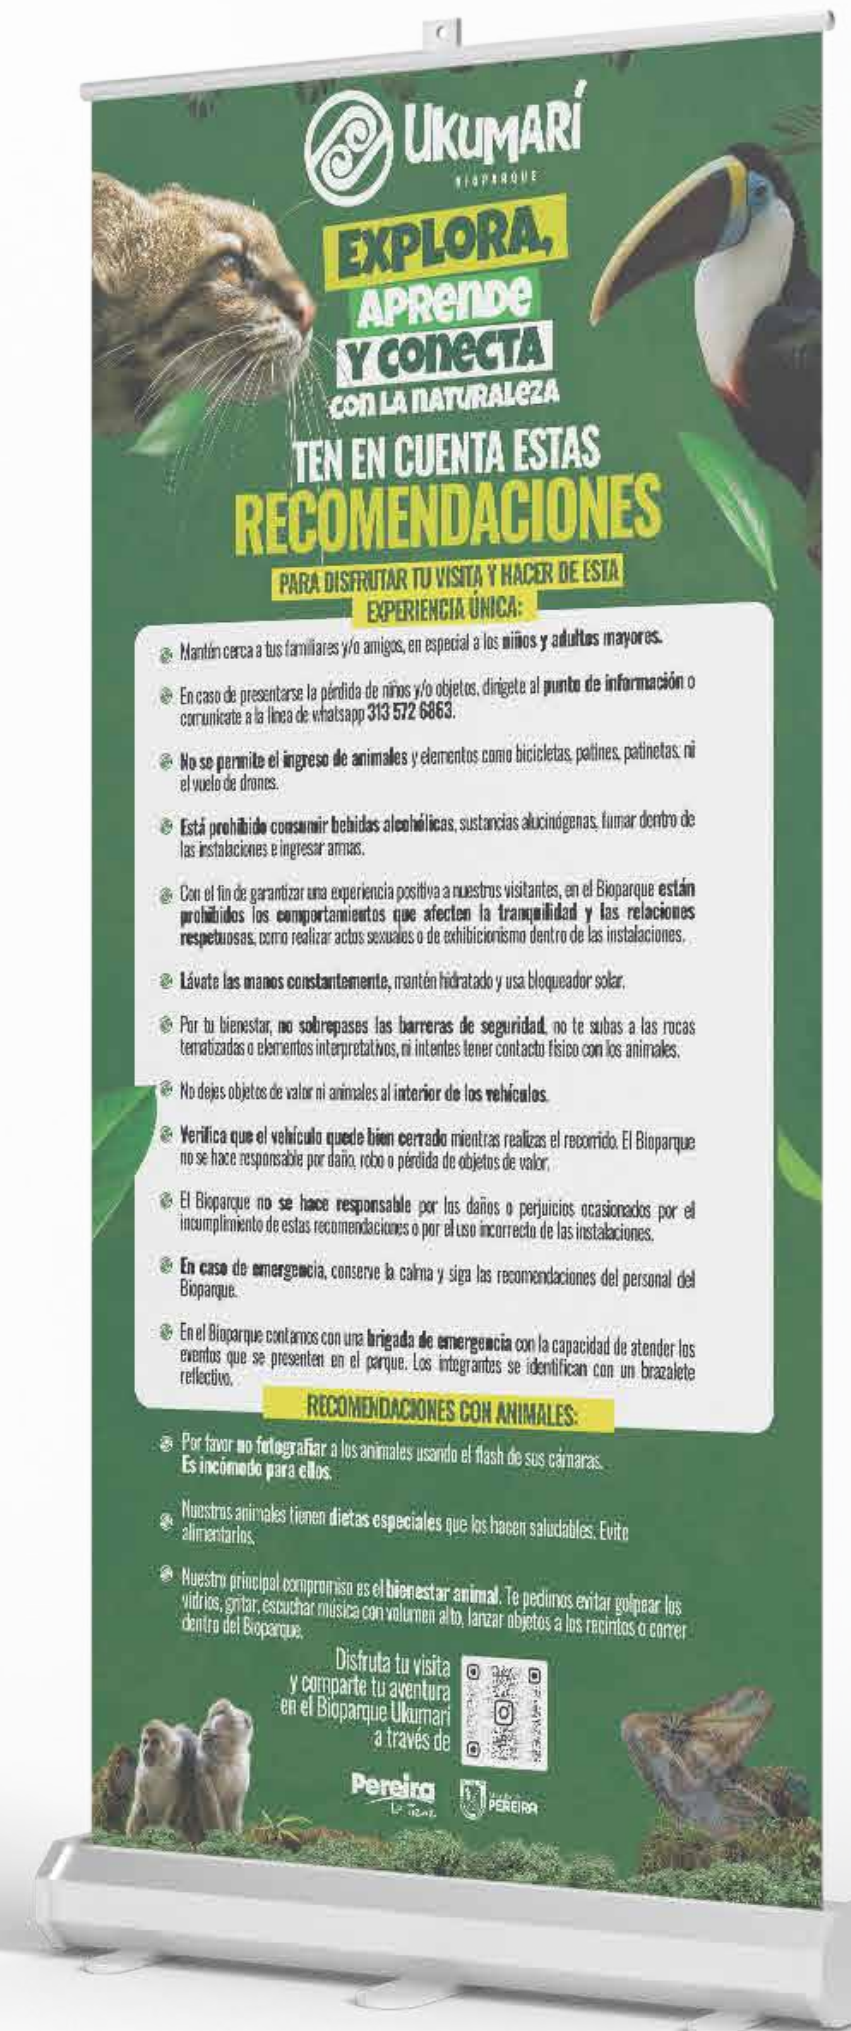 UKUMARÍ
BIOPARQUE
EXPLORA,
APRENDE
Y CONECTA
CON LA NATURALEZA
TEN EN CUENTA ESTAS
RECOMENDACIONES
PARA DISFRUTAR TU VISITA Y HACER DE ESTA
EXPERIENCIA ÚNICA:
Mantén cerca a tus familiares y/o amigos, en especial a los niños y adultos mayores.
En caso de presentarse la pérdida de niños y/o objetos, dirígete al punto de información o
comunícate a la línea de whatsapp 313 572 6863.
No se permite el ingreso de animales y elementos como bicicletas, patines, patinetas, ni
el vuelo de drones.
Está prohibido consumir bebidas alcohólicas, sustancias alucinógenas, fumar dentro de
las instalaciones e ingresar armas.
Con el fin de garantizar una experiencia positiva a nuestros visitantes, en el Bioparque están
prohibidos los comportamientos que afecten la tranquilidad y las relaciones
respetuosas, como realizar actos sexuales o de exhibicionismo dentro de las instalaciones.
Lávate las manos constantemente, mantén hidratado y usa bloqueador solar.
Por tu bienestar, no sobrepases las barreras de seguridad, no te subas a las rocas
tematizadas o elementos interpretativos, ni intentes tener contacto físico con los animales.
No dejes objetos de valor ni animales al interior de los vehículos.
Verifica que el vehículo quede bien cerrado mientras realizas el recorrido. El Bioparque
no se hace responsable por daño, robo o pérdida de objetos de valor.
El Bioparque no se hace responsable por los daños o perjuicios ocasionados por el
incumplimiento de estas recomendaciones o por el uso incorrecto de las instalaciones.
En caso de emergencia, conserve la calma y siga las recomendaciones del personal del
Bioparque.
En el Bioparque contamos con una brigada de emergencia con la capacidad de atender los
eventos que se presenten en el parque. Los integrantes se identifican con un brazalete
reflectivo.
RECOMENDACIONES CON ANIMALES:
Por favor no fotografiar a los animales usando el flash de sus cámaras.
Es incómodo para ellos.
Nuestros animales tienen dietas especiales que los hacen saludables. Evite
alimentarlos.
Nuestro principal compromiso es el bienestar animal. Te pedimos evitar golpear los
vidrios, gritar, escuchar música con volumen alto, lanzar objetos a los recintos o correr
dentro del Bioparque.
Disfruta tu visita
y comparte tu aventura
en el Bioparque Ukumarí
a través de
Pereira
PEREIRA